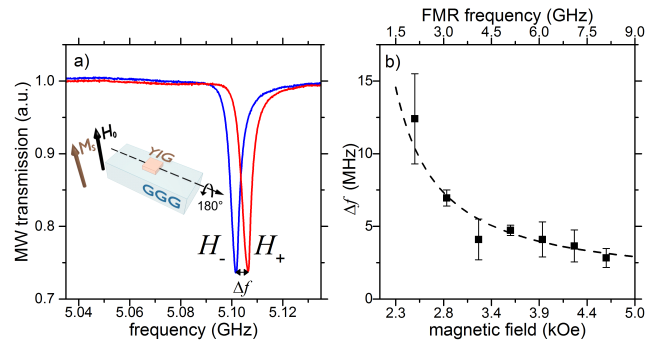 a)
1.0
0.9
0.8
0.7
MW transmission (a.u.)
H₀
Mₛ
YIG
GGG
180°
H₋
H₊
Δf
5.04
5.06
5.08
5.10
5.12
frequency (GHz)
FMR frequency (GHz)
1.5
3.0
4.5
6.0
7.5
9.0
b)
15
10
5
0
Δf (MHz)
2.3
2.8
3.4
3.9
4.4
5.0
magnetic field (kOe)